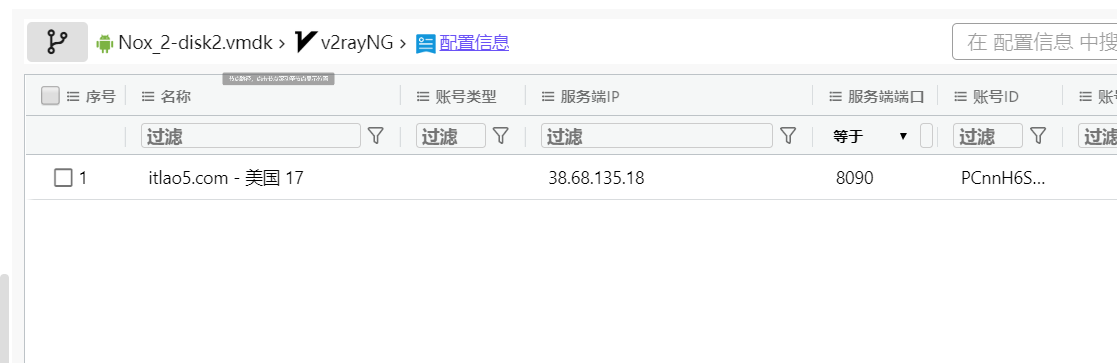 Nox_2-disk2.vmdk › v2rayNG › 配置信息
在 配置信息 中搜
序号 名称 账号类型 服务端IP 服务端端口 账号ID 账号
过滤 过滤 过滤 等于 过滤 过滤
1 itlao5.com - 美国 17 38.68.135.18 8090 PCnnH6S...